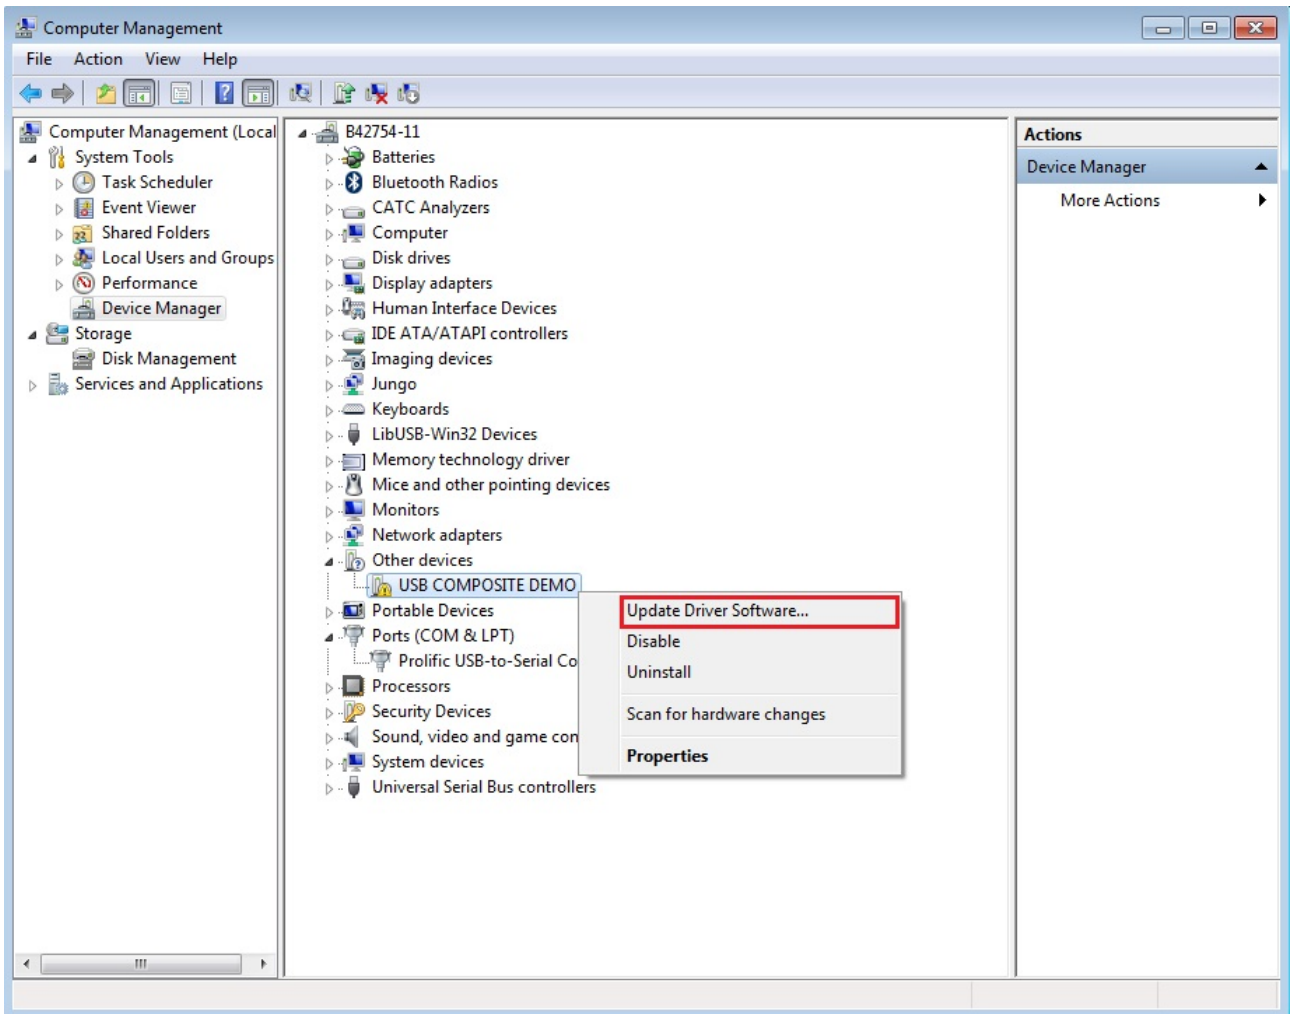 Computer Management
File Action View Help
Computer Management (Local
System Tools
Task Scheduler
Event Viewer
Shared Folders
Local Users and Groups
Performance
Device Manager
Storage
Disk Management
Services and Applications
B42754-11
Batteries
Bluetooth Radios
CATC Analyzers
Computer
Disk drives
Display adapters
Human Interface Devices
IDE ATA/ATAPI controllers
Imaging devices
Jungo
Keyboards
LibUSB-Win32 Devices
Memory technology driver
Mice and other pointing devices
Monitors
Network adapters
Other devices
USB COMPOSITE DEMO
Portable Devices
Ports (COM & LPT)
Prolific USB-to-Serial Co
Processors
Security Devices
Sound, video and game con
System devices
Universal Serial Bus controllers
Update Driver Software...
Disable
Uninstall
Scan for hardware changes
Properties
Actions
Device Manager
More Actions